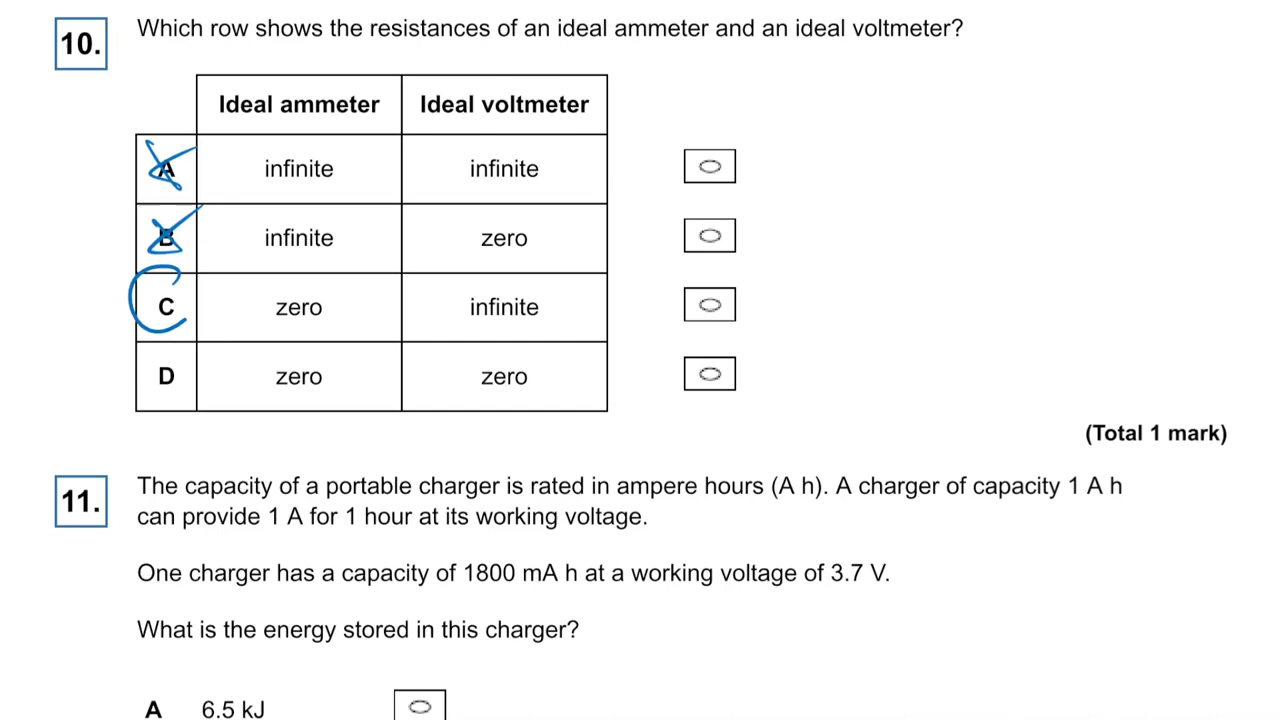 10.
Which row shows the resistances of an ideal ammeter and an ideal voltmeter?
Ideal ammeter Ideal voltmeter
A infinite infinite
B infinite zero
C zero infinite
D zero zero
(Total 1 mark)
11.
The capacity of a portable charger is rated in ampere hours (A h). A charger of capacity 1 A h
can provide 1 A for 1 hour at its working voltage.
One charger has a capacity of 1800 mA h at a working voltage of 3.7 V.
What is the energy stored in this charger?
A 6.5 kJ